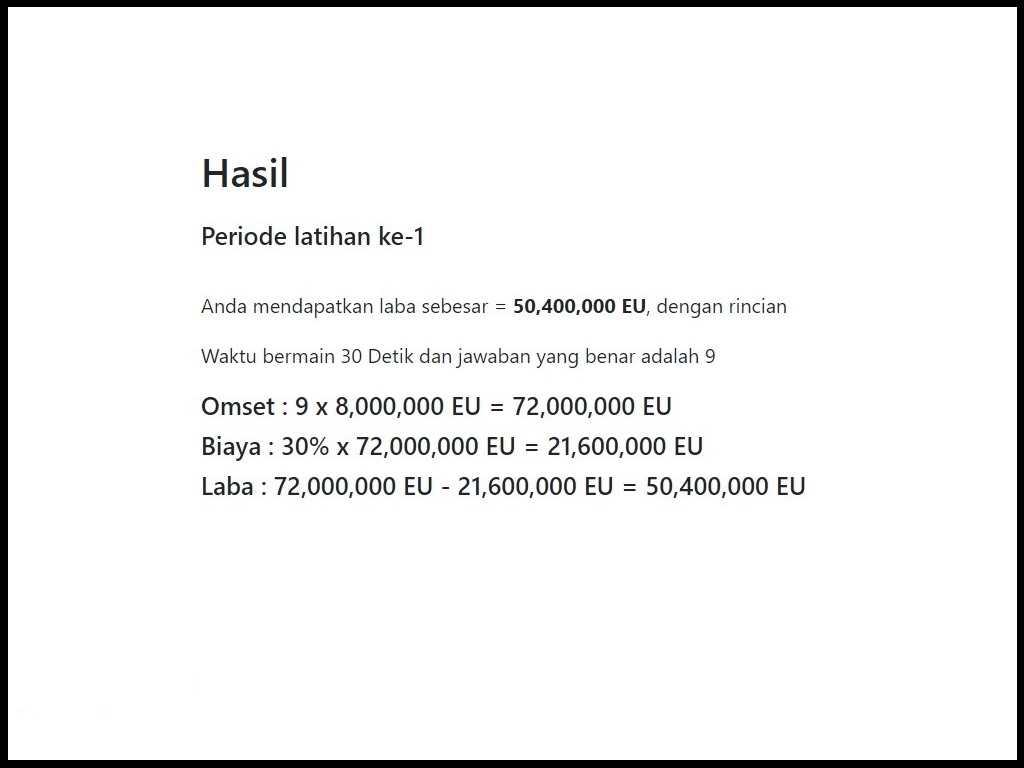 Hasil
Periode latihan ke-1
Anda mendapatkan laba sebesar = 50,400,000 EU, dengan rincian
Waktu bermain 30 Detik dan jawaban yang benar adalah 9
Omset : 9 x 8,000,000 EU = 72,000,000 EU
Biaya : 30% x 72,000,000 EU = 21,600,000 EU
Laba : 72,000,000 EU - 21,600,000 EU = 50,400,000 EU